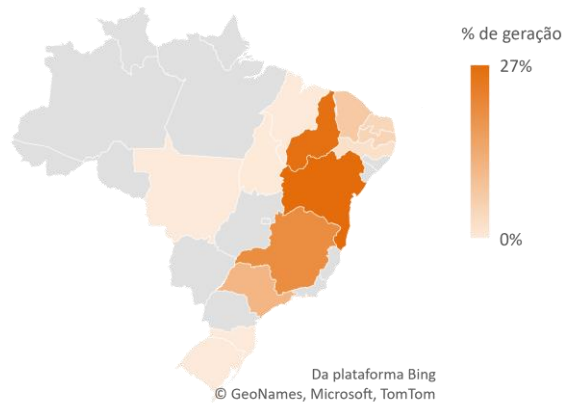 % de geração
27%
0%
Da plataforma Bing
© GeoNames, Microsoft, TomTom